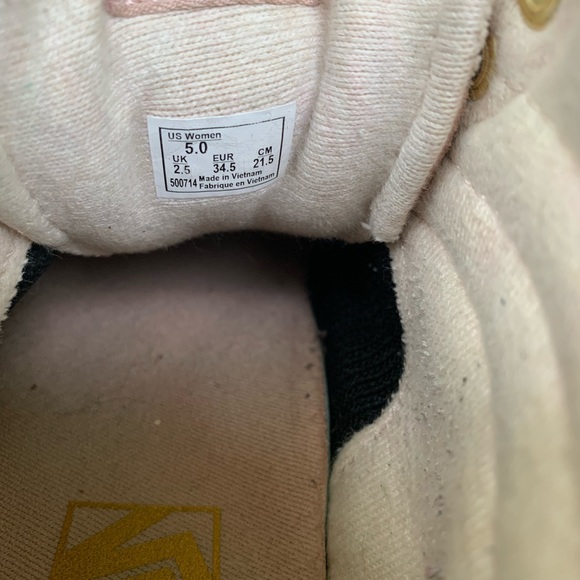 US Women
5.0
UK EUR CM
2.5 34.5 21.5
500714 Made in Vietnam
Fabrique en Vietnam